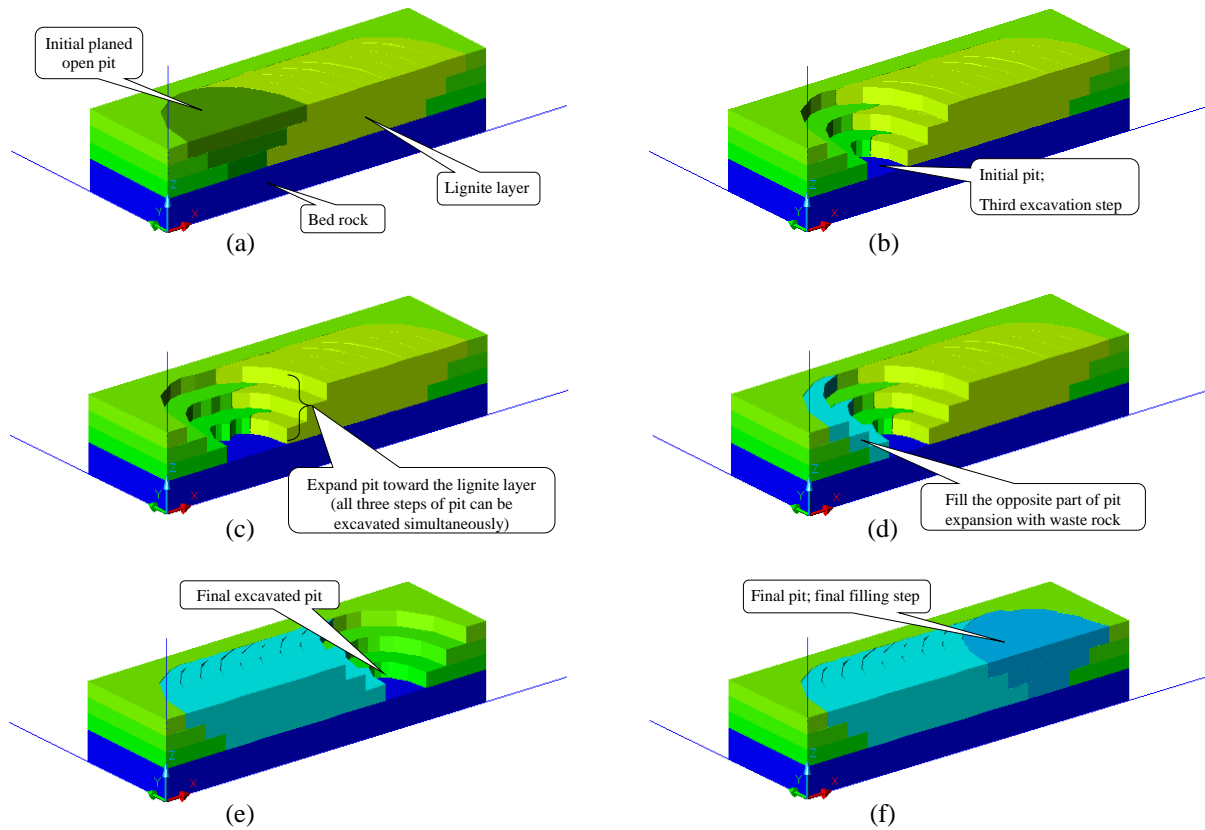 Initial planed
open pit
Lignite layer
Bed rock
Z
Y
X
(a)
Initial pit;
Third excavation step
Z
Y
X
(b)
Expand pit toward the lignite layer
(all three steps of pit can be
excavated simultaneously)
Z
Y
X
(c)
Fill the opposite part of pit
expansion with waste rock
Z
Y
X
(d)
Final excavated pit
Z
Y
X
(e)
Final pit; final filling step
Z
Y
X
(f)